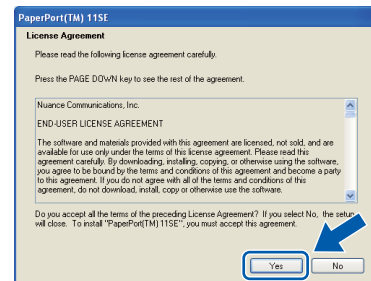 PaperPort(TM) 11SE
License Agreement
Please read the following license agreement carefully.
Press the PAGE DOWN key to see the rest of the agreement.
Nuance Communications, Inc.
END-USER LICENSE AGREEMENT
The software and materials provided with this agreement are licensed, not sold, and are
available for use only under the terms of this license agreement. Please read this
agreement carefully. By downloading, installing, copying, or otherwise using the software,
you agree to be bound by the terms and conditions of this agreement and become a party
to this agreement. If you do not agree with all of the terms and conditions of this
agreement, do not download, install, copy or otherwise use the software.
Do you accept all the terms of the preceding License Agreement? If you select No, the setup
will close. To install "PaperPort(TM) 11SE", you must accept this agreement.
Yes
No